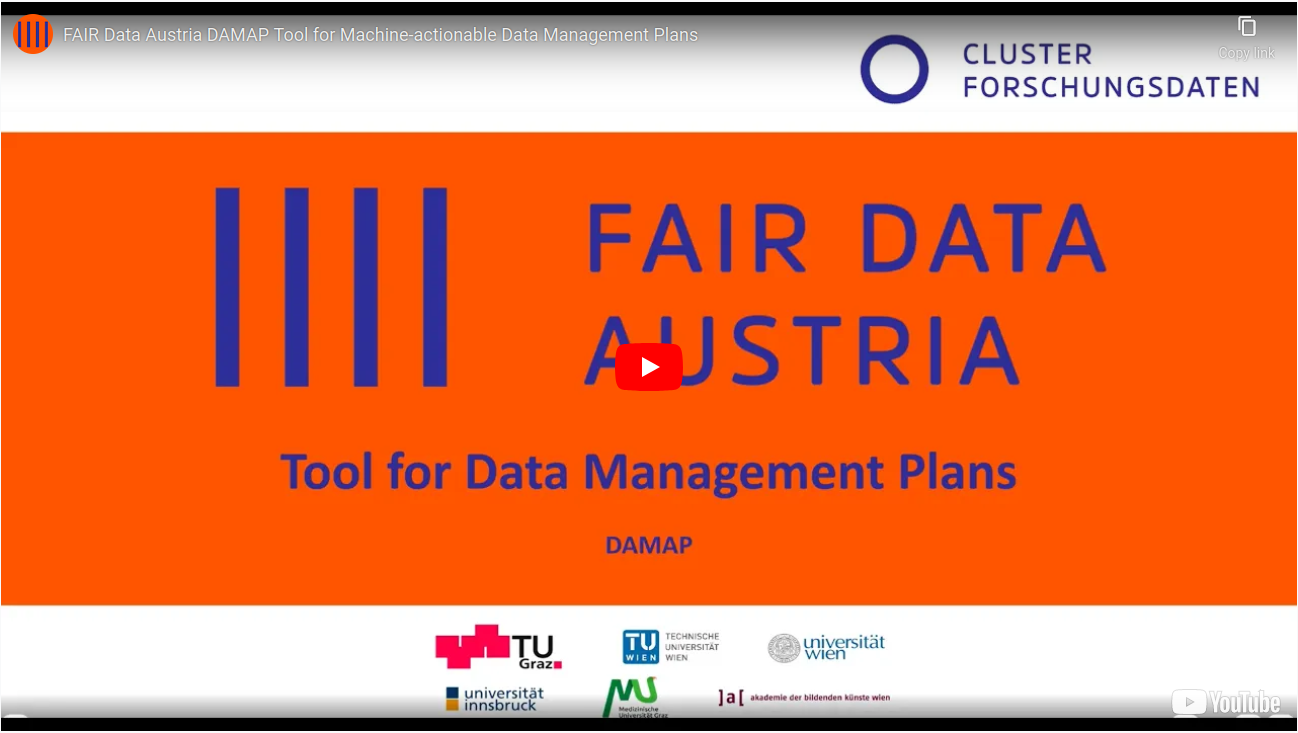 FAIR Data Austria DAMAP Tool for Machine-actionable Data Management Plans
Copy link
CLUSTER
FORSCHUNGSDATEN
FAIR DATA
AUSTRIA
Tool for Data Management Plans
DAMAP
TU
Graz
TU
WIEN
TECHNISCHE
UNIVERSITÄT
WIEN
universität
wien
universität
innsbruck
Medizinische
Universität Graz
]a[ akademie der bildenden künste wien
YouTube